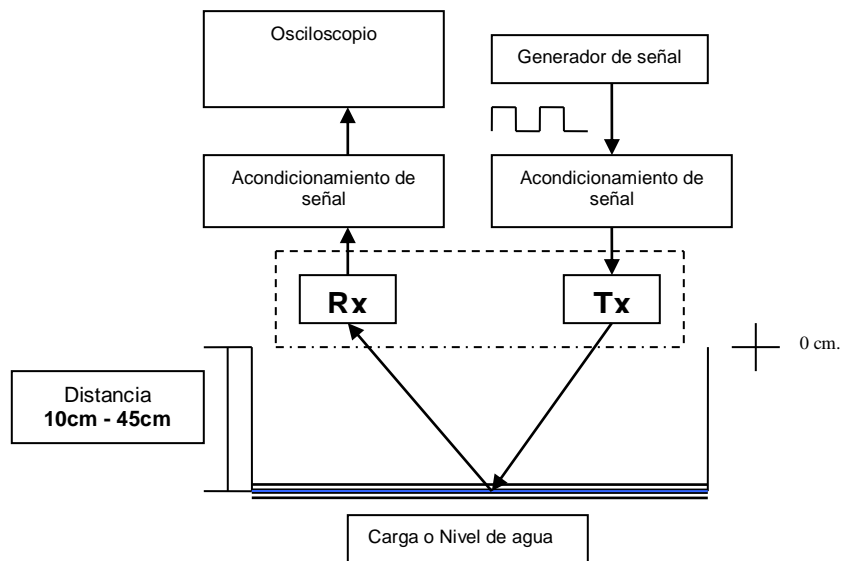 Osciloscopio
Generador de señal
Acondicionamiento de
señal
Acondicionamiento de
señal
Rx
Tx
0 cm.
Distancia
10cm - 45cm
Carga o Nivel de agua